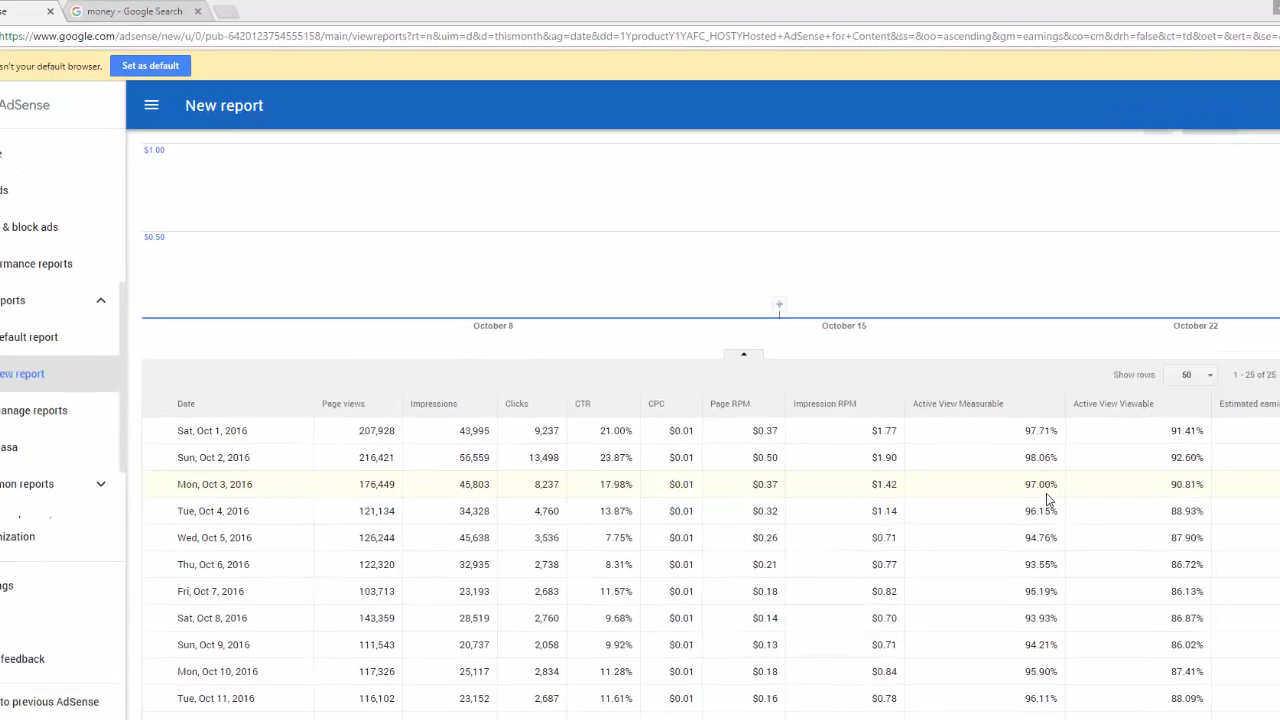 se
money - Google Search
https://www.google.com/adsense/new/u/0/pub-6420123754555158/main/viewreports?rt=n&uim=d&d=thismonth&ag=date&dd=1YproductY1YAFC_HOSTYHosted AdSense for Content&ss=&oo=ascending&gm=earnings&co=cm&drh=false&ct=td&oet=&ert=&se=
sn't your default browser. Set as default
AdSense
New report
e
ds
& block ads
rmance reports
ports
efault report
ew report
anage reports
asa
mon reports
nization
ngs
feedback
to previous AdSense
$1.00
$0.50
October 8 October 15 October 22
Show rows 50 1 - 25 of 25
Date Page views Impressions Clicks CTR CPC Page RPM Impression RPM Active View Measurable Active View Viewable Estimated earni
Sat, Oct 1, 2016 207,928 43,995 9,237 21.00% $0.01 $0.37 $1.77 97.71% 91.41%
Sun, Oct 2, 2016 216,421 56,559 13,498 23.87% $0.01 $0.50 $1.90 98.06% 92.60%
Mon, Oct 3, 2016 176,449 45,803 8,237 17.98% $0.01 $0.37 $1.42 97.00% 90.81%
Tue, Oct 4, 2016 121,134 34,328 4,760 13.87% $0.01 $0.32 $1.14 96.15% 88.93%
Wed, Oct 5, 2016 126,244 45,638 3,536 7.75% $0.01 $0.26 $0.71 94.76% 87.90%
Thu, Oct 6, 2016 122,320 32,935 2,738 8.31% $0.01 $0.21 $0.77 93.55% 86.72%
Fri, Oct 7, 2016 103,713 23,193 2,683 11.57% $0.01 $0.18 $0.82 95.19% 86.13%
Sat, Oct 8, 2016 143,359 28,519 2,760 9.68% $0.01 $0.14 $0.70 93.93% 86.87%
Sun, Oct 9, 2016 111,543 20,737 2,058 9.92% $0.01 $0.13 $0.71 94.21% 86.02%
Mon, Oct 10, 2016 117,326 25,117 2,834 11.28% $0.01 $0.18 $0.84 95.90% 87.41%
Tue, Oct 11, 2016 116,102 23,152 2,687 11.61% $0.01 $0.16 $0.78 96.11% 88.09%